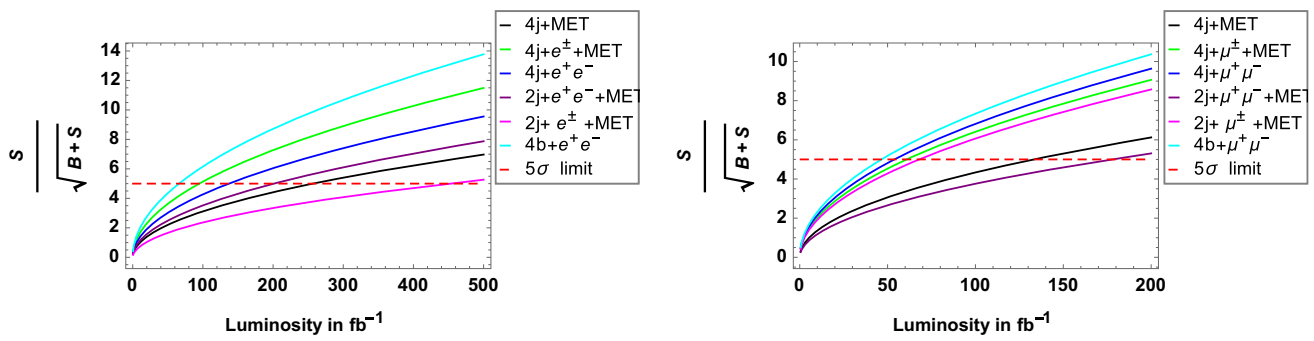 S
√B + S
14
12
10
8
6
4
2
0
0 100 200 300 400 500
Luminosity in fb⁻¹
4j+MET
4j+e±+MET
4j+e⁺e⁻
2j+e⁺e⁻+MET
2j+ e± +MET
4b+e⁺e⁻
5σ limit
S
√B + S
10
8
6
4
2
0
0 50 100 150 200
Luminosity in fb⁻¹
4j+MET
4j+μ±+MET
4j+μ⁺μ⁻
2j+μ⁺μ⁻+MET
2j+ μ± +MET
4b+μ⁺μ⁻
5σ limit